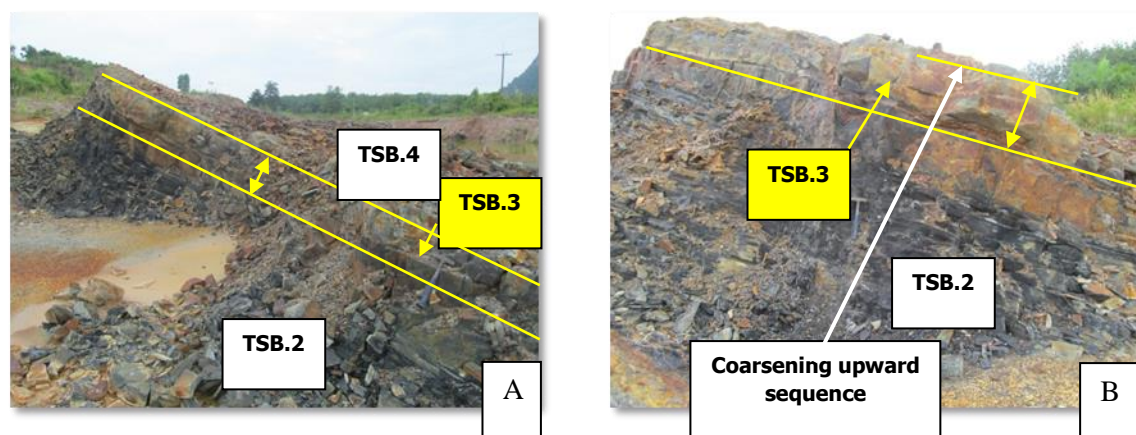 TSB.4
TSB.3
TSB.2
A
TSB.3
TSB.2
Coarsening upward
sequence
B